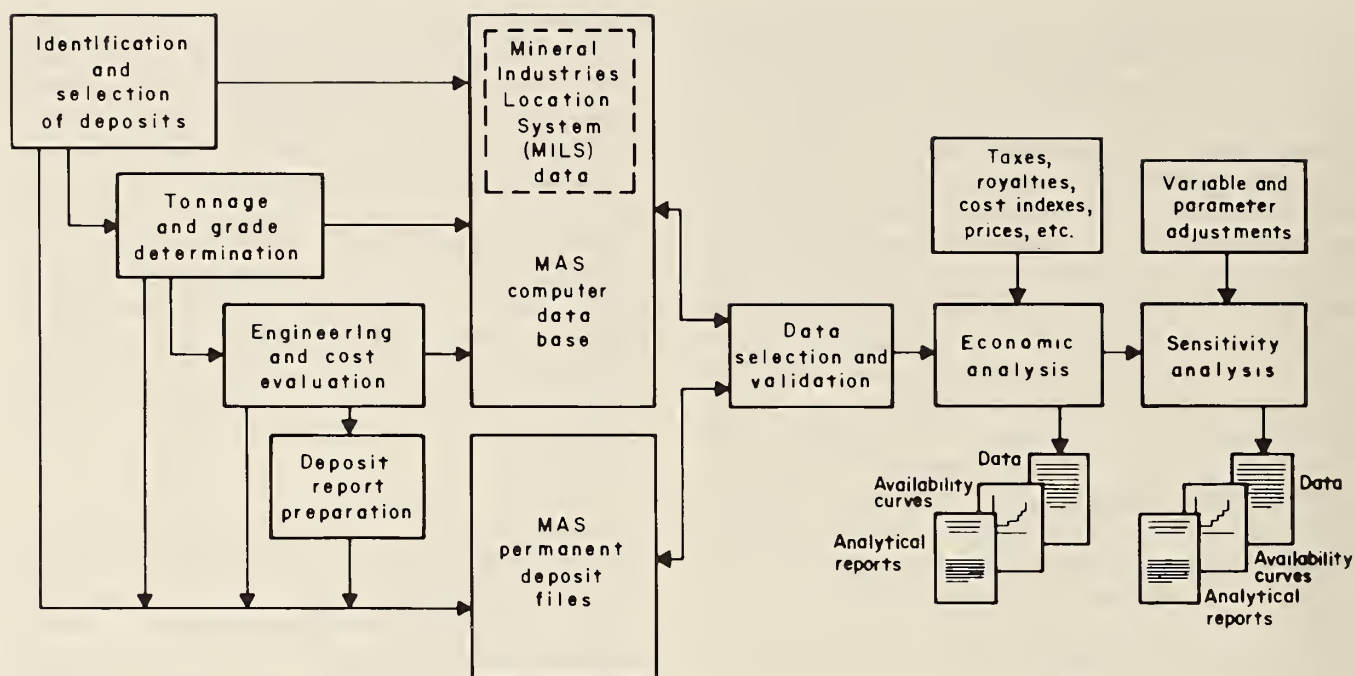 Identification
and
selection
of deposits
Tonnage
and grade
determination
Engineering
and cost
evaluation
Deposit
report
preparation
Mineral
Industries
Location
System
(MILS)
data
MAS
computer
data
base
MAS
permanent
deposit
files
Data
selection and
validation
Taxes,
royalties,
cost indexes,
prices, etc.
Economic
analysis
Variable and
parameter
adjustments
Sensitivity
analysis
Data
Availability
curves
Analytical
reports
Data
Availability
curves
Analytical
reports